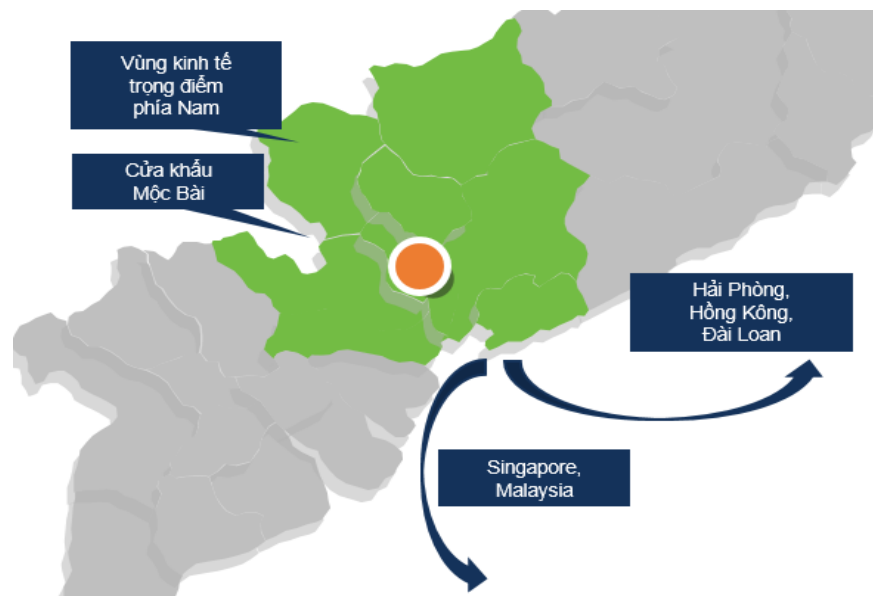 Vùng kinh tế
trọng điểm
phía Nam
Cửa khẩu
Mộc Bài
Hải Phòng,
Hồng Kông,
Đài Loan
Singapore,
Malaysia